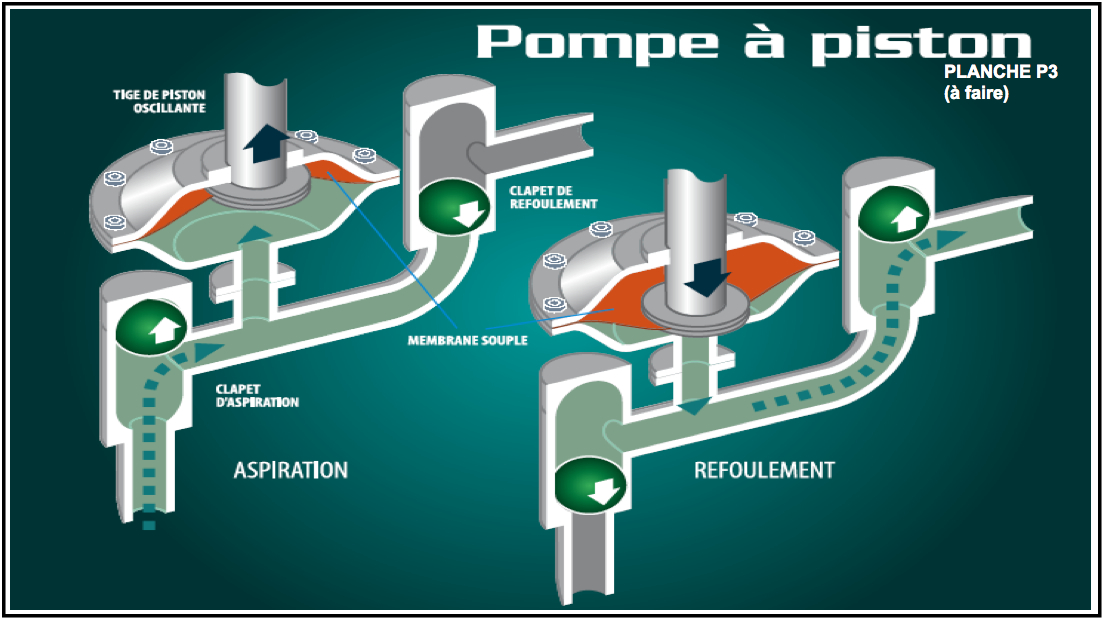 Pompe à piston
PLANCHE P3
(à faire)
TIGE DE PISTON
OSCILLANTE
CLAPET DE
REFOULEMENT
MEMBRANE SOUPLE
CLAPET
D'ASPIRATION
ASPIRATION
REFOULEMENT